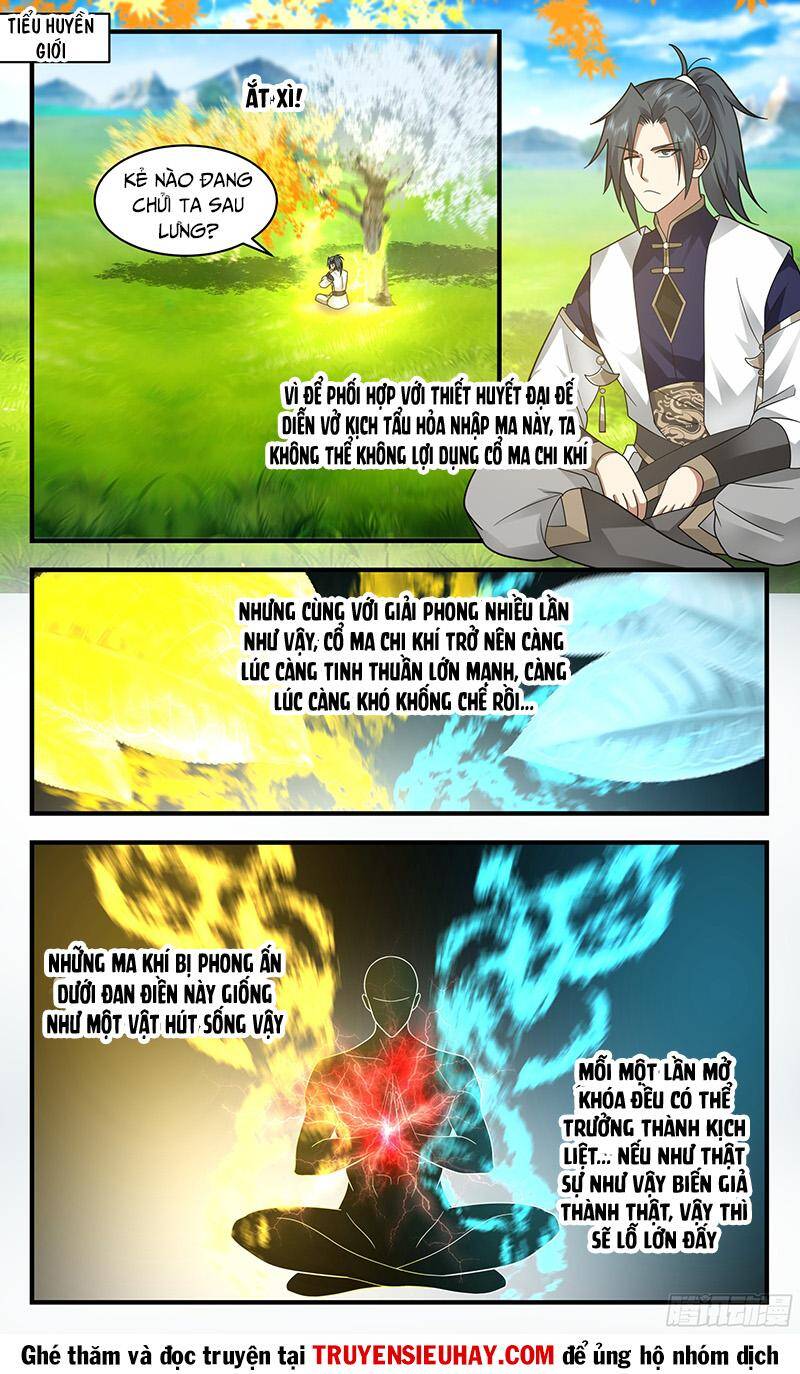 TIỂU HUYỀN
GIỚI
ẮT XÌ!
KẺ NÀO ĐANG
CHỬI TA SAU
LƯNG?
VÌ ĐỂ PHỐI HỢP VỚI THIẾT HUYẾT ĐẠI ĐẾ
DIỄN VỞ KỊCH TẨU HỎA NHẬP MA NÀY, TA
KHÔNG THỂ KHÔNG LỢI DỤNG CỔ MA CHI KHÍ
NHƯNG CÙNG VỚI GIẢI PHONG NHIỀU LẦN
NHƯ VẬY, CỔ MA CHI KHÍ TRỞ NÊN CÀNG
LÚC CÀNG TINH THUẦN LỚN MẠNH, CÀNG
LÚC CÀNG KHÓ KHỐNG CHẾ RỒI...
NHỮNG MA KHÍ BỊ PHONG ẤN
DƯỚI ĐAN ĐIỀN NÀY GIỐNG
NHƯ MỘT VẬT HÚT SỐNG VẬY
MỖI MỘT LẦN MỞ
KHÓA ĐỀU CÓ THỂ
TRƯỞNG THÀNH KỊCH
LIỆT... NẾU NHƯ THẬT
SỰ NHƯ VẬY BIẾN GIẢ
THÀNH THẬT, VẬY THÌ
SẼ LỖ LỚN ĐẤY
腾讯动漫
Ghé thăm và đọc truyện tại TRUYENSIEUHAY.COM để ủng hộ nhóm dịch